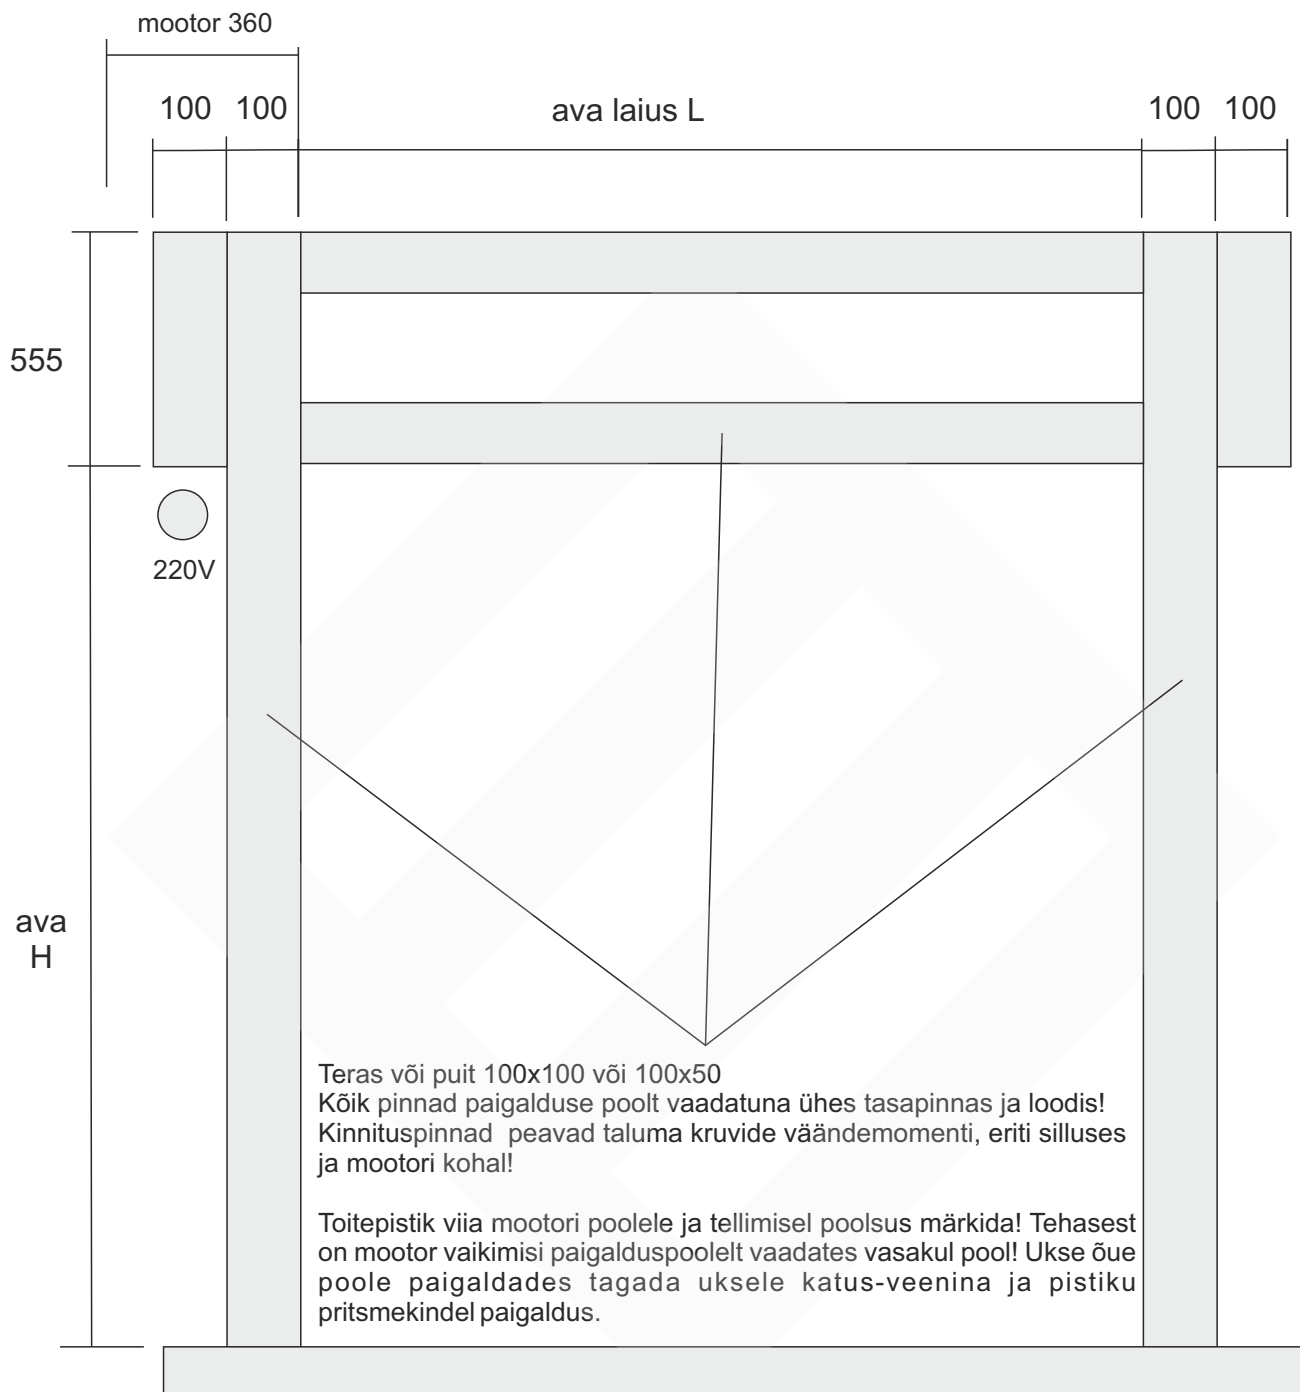 mootor 360
100 100 ava laius L 100 100
555
220V
ava
H
Teras või puit 100x100 või 100x50
Kõik pinnad paigalduse poolt vaadatuna ühes tasapinnas ja loodis!
Kinnituspinnad peavad taluma kruvide väändemomenti, eriti silluses
ja mootori kohal!
Toitepistik viia mootori poolele ja tellimisel poolsus märkida! Tehasest
on mootor vaikimisi paigalduspoolelt vaadates vasakul pool! Ukse õue
poole paigaldades tagada uksele katus-veenina ja pistiku
pritsmekindel paigaldus.